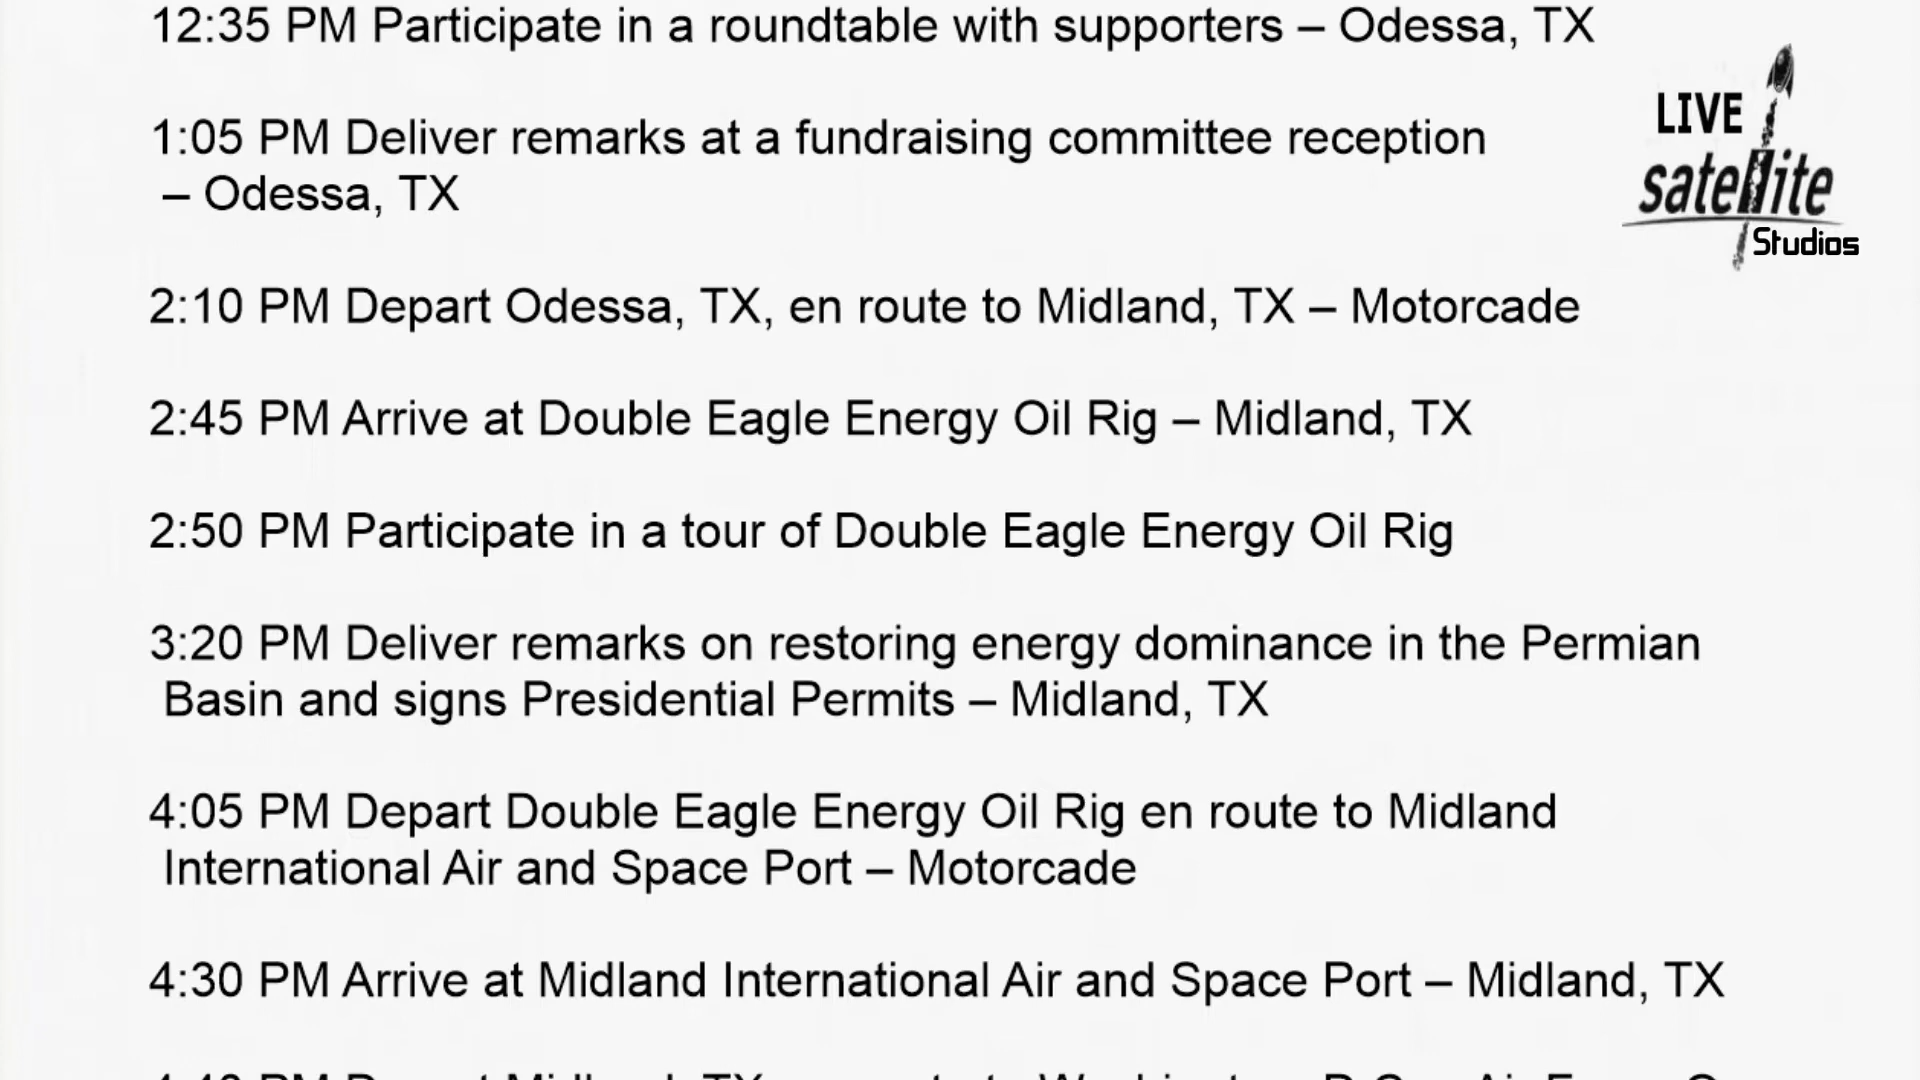 12:35 PM Participate in a roundtable with supporters – Odessa, TX
LIVE
satellite
Studios
1:05 PM Deliver remarks at a fundraising committee reception
– Odessa, TX
2:10 PM Depart Odessa, TX, en route to Midland, TX – Motorcade
2:45 PM Arrive at Double Eagle Energy Oil Rig – Midland, TX
2:50 PM Participate in a tour of Double Eagle Energy Oil Rig
3:20 PM Deliver remarks on restoring energy dominance in the Permian
Basin and signs Presidential Permits – Midland, TX
4:05 PM Depart Double Eagle Energy Oil Rig en route to Midland
International Air and Space Port – Motorcade
4:30 PM Arrive at Midland International Air and Space Port – Midland, TX